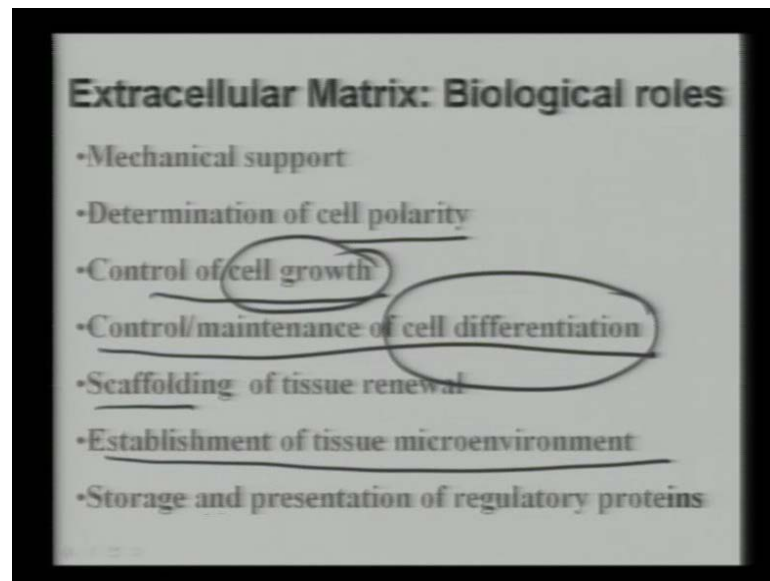 Extracellular Matrix: Biological roles
•Mechanical support
•Determination of cell polarity
•Control of cell growth
•Control/maintenance of cell differentiation
•Scaffolding of tissue renewal
•Establishment of tissue microenvironment
•Storage and presentation of regulatory proteins